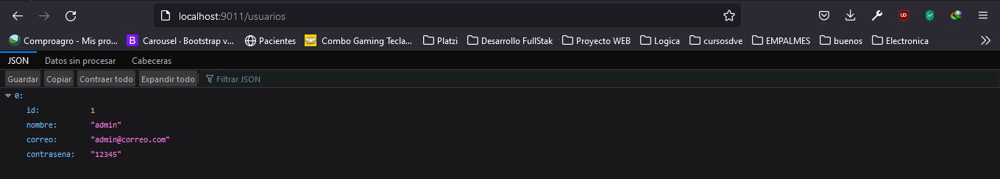 localhost:9011/usuarios
Comproagro - Mis pro... B Carousel · Bootstrap v... Pacientes Combo Gaming Tecla... Platzi Desarrollo FullStak Proyecto WEB Logica cursosdve EMPALMES buenos Electronica
JSON Datos sin procesar Cabeceras
Guardar Copiar Contraer todo Expandir todo Filtrar JSON
0:
id: 1
nombre: "admin"
correo: "admin@correo.com"
contrasena: "12345"